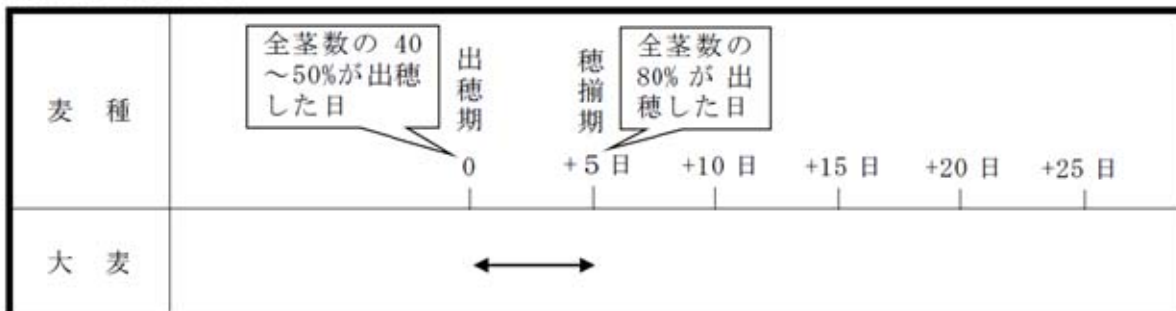 麦 種
全茎数の 40
～50%が出穂
した日
出穂期
穂揃期
全茎数の
80% が 出
穂した日
0
+５日
+10 日
+15 日
+20 日
+25 日
大 麦